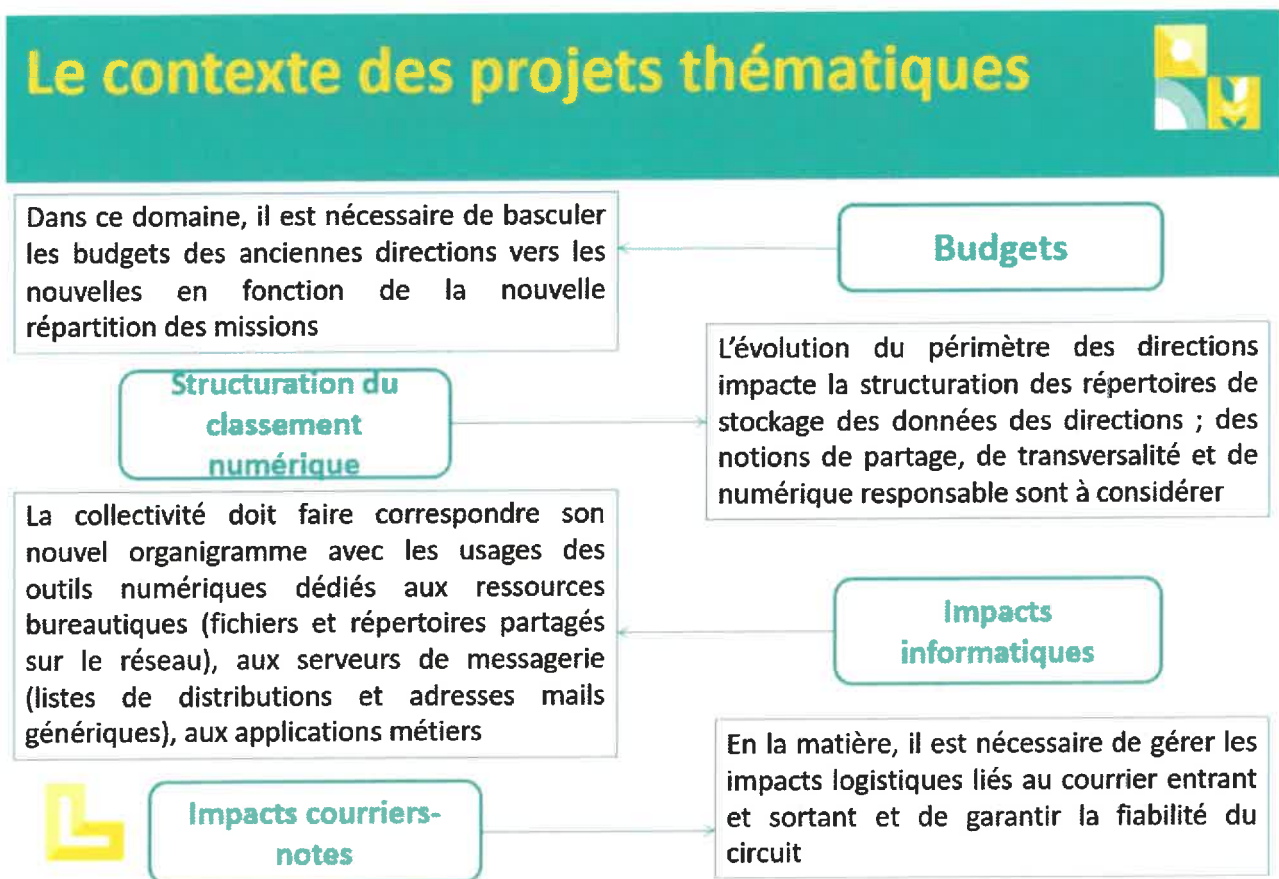 Le contexte des projets thématiques
Dans ce domaine, il est nécessaire de basculer
les budgets des anciennes directions vers les
nouvelles en fonction de la nouvelle
répartition des missions
Budgets
Structuration du
classement
numérique
L'évolution du périmètre des directions
impacte la structuration des répertoires de
stockage des données des directions ; des
notions de partage, de transversalité et de
numérique responsable sont à considérer
La collectivité doit faire correspondre son
nouvel organigramme avec les usages des
outils numériques dédiés aux ressources
bureautiques (fichiers et répertoires partagés
sur le réseau), aux serveurs de messagerie
(listes de distributions et adresses mails
génériques), aux applications métiers
Impacts
informatiques
Impacts courriers-
notes
En la matière, il est nécessaire de gérer les
impacts logistiques liés au courrier entrant
et sortant et de garantir la fiabilité du
circuit